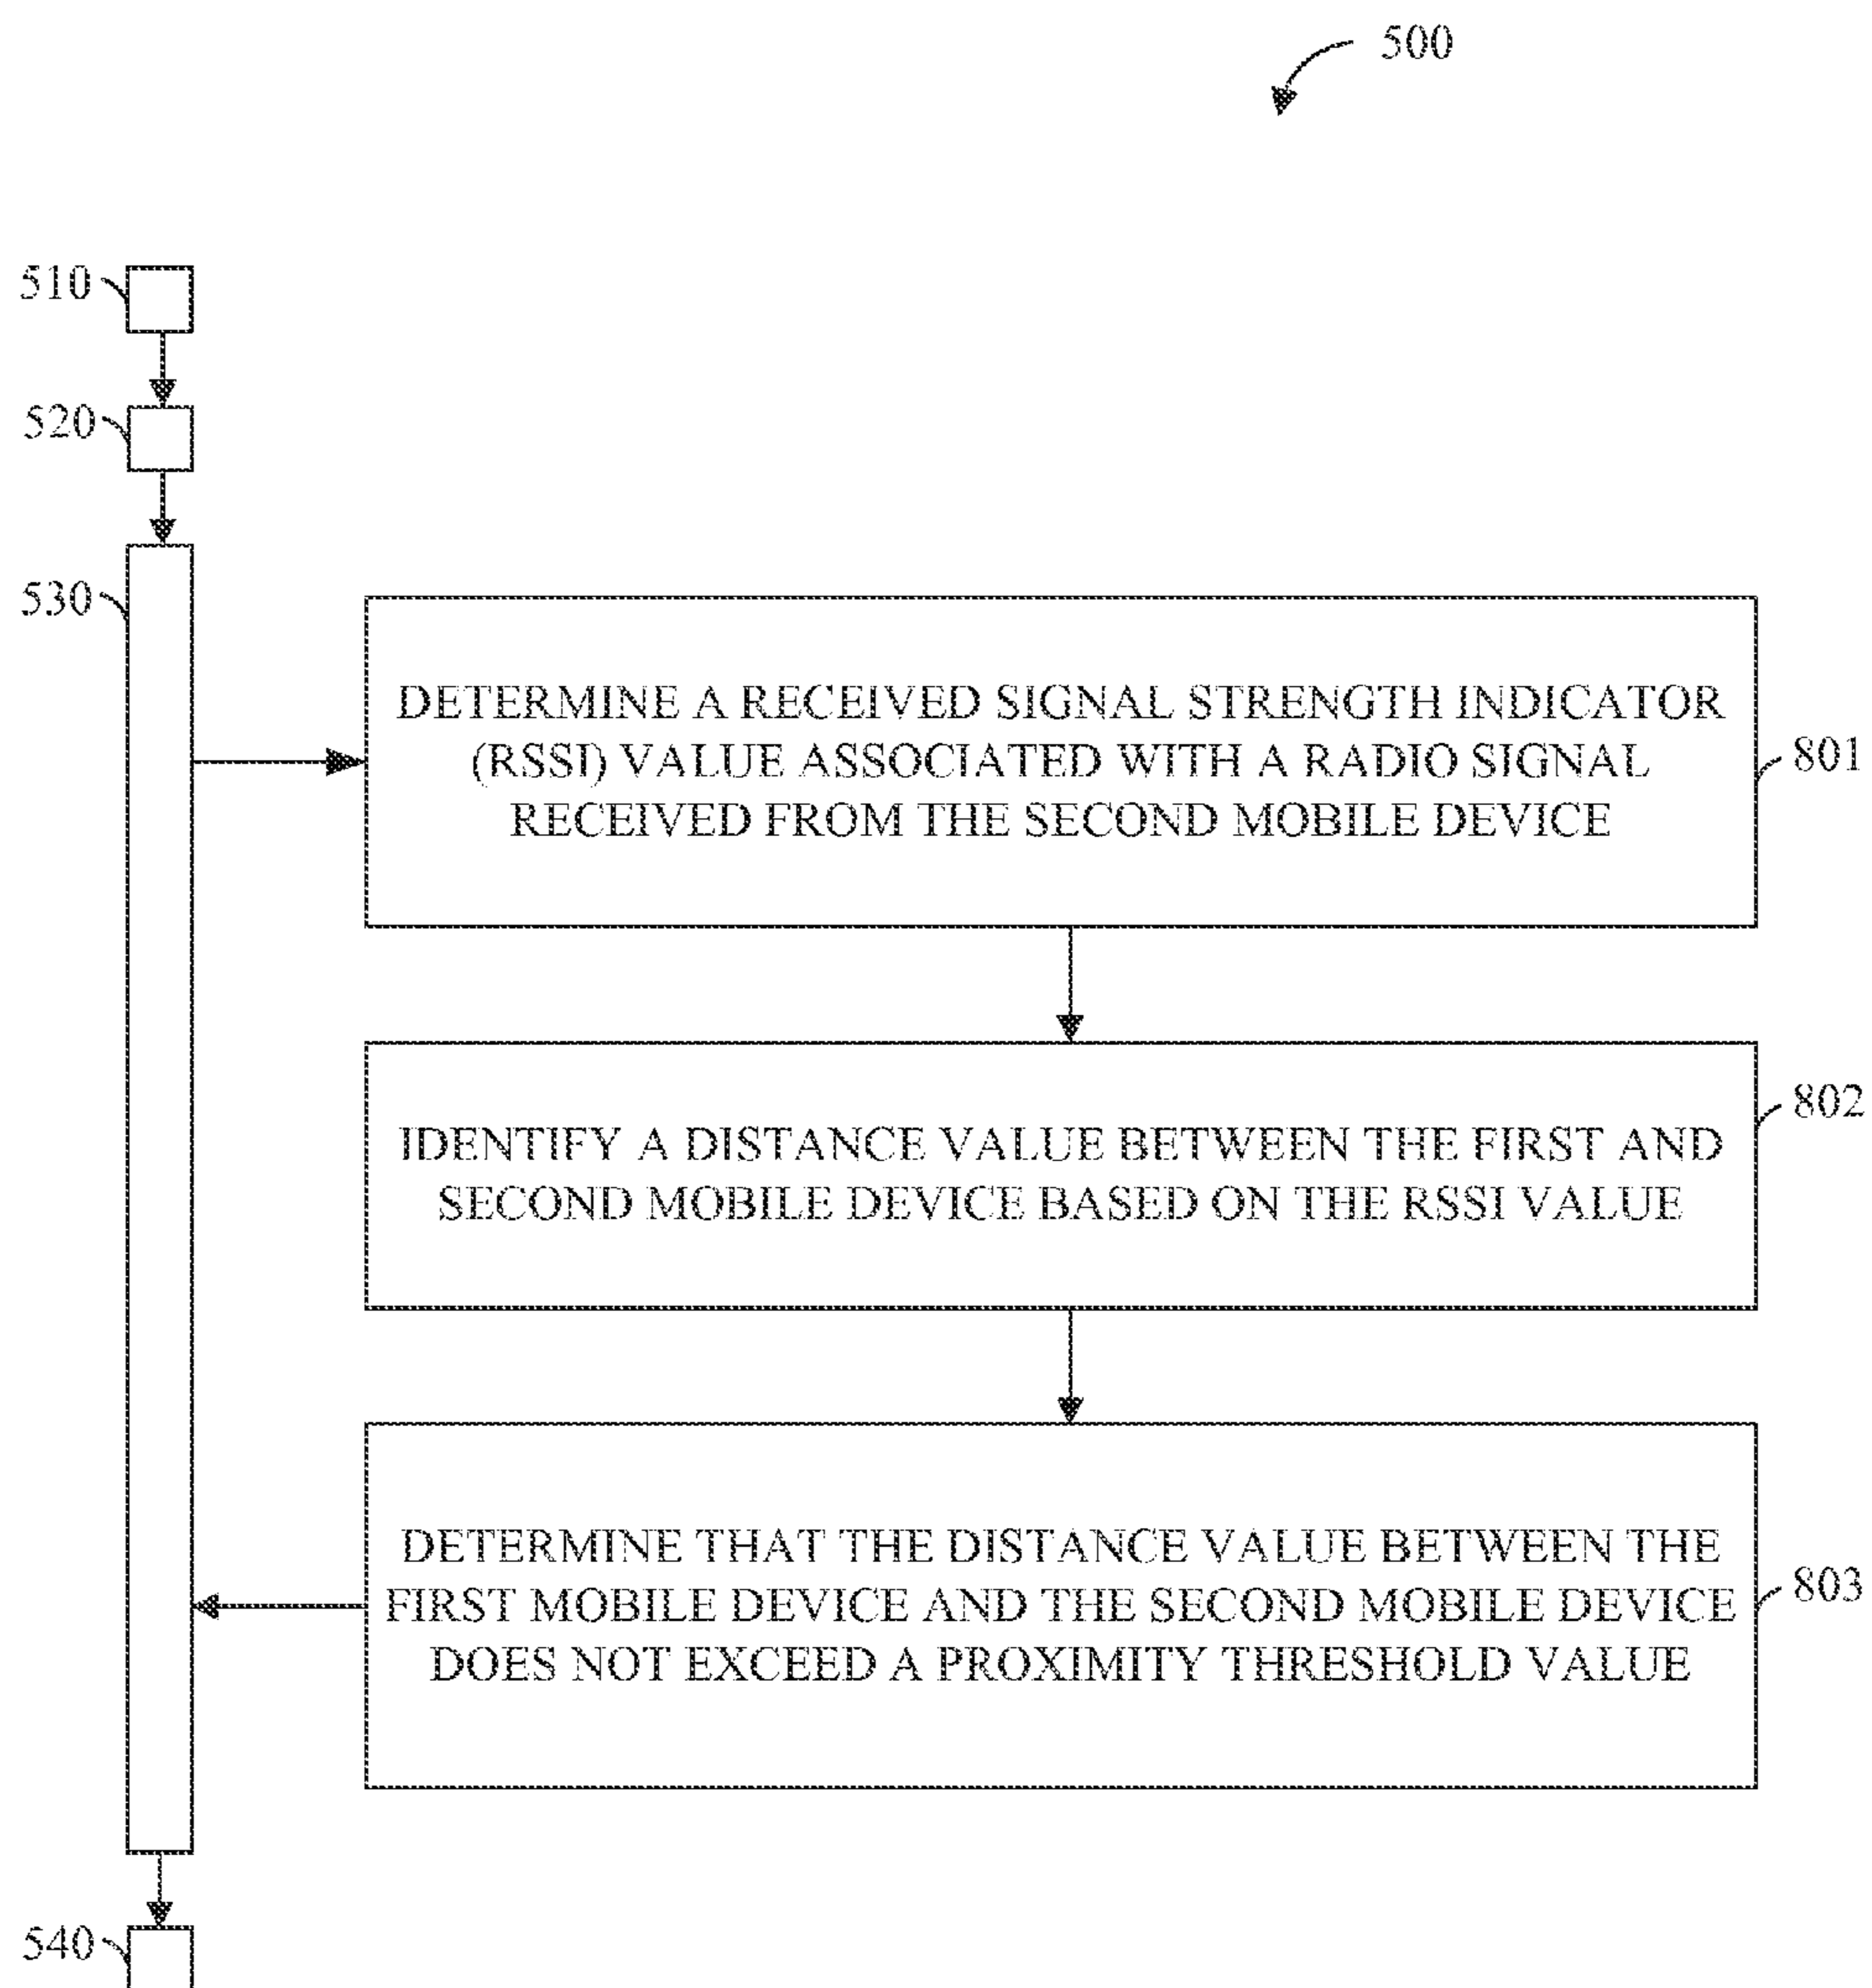 500
510
520
530
DETERMINE A RECEIVED SIGNAL STRENGTH INDICATOR
(RSSI) VALUE ASSOCIATED WITH A RADIO SIGNAL
RECEIVED FROM THE SECOND MOBILE DEVICE
801
IDENTIFY A DISTANCE VALUE BETWEEN THE FIRST AND
SECOND MOBILE DEVICE BASED ON THE RSSI VALUE
802
DETERMINE THAT THE DISTANCE VALUE BETWEEN THE
FIRST MOBILE DEVICE AND THE SECOND MOBILE DEVICE
DOES NOT EXCEED A PROXIMITY THRESHOLD VALUE
803
540